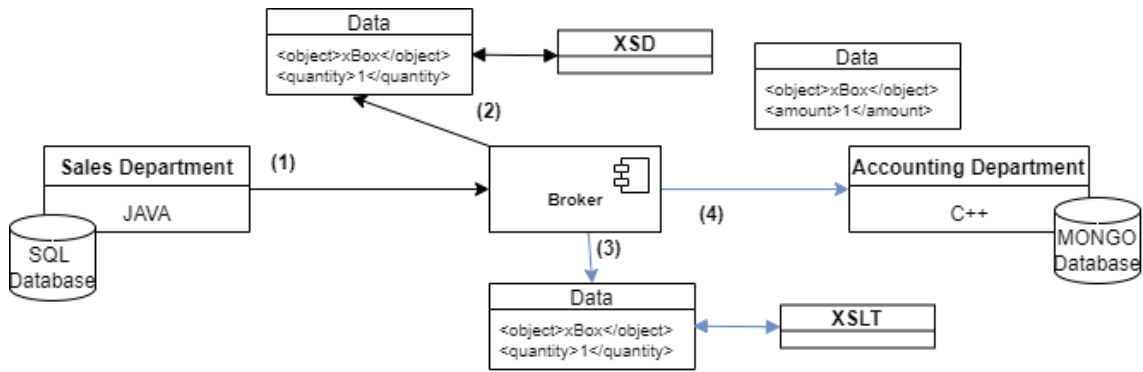 Data
<object>xBox</object>
<quantity>1</quantity>
XSD
Data
<object>xBox</object>
<amount>1</amount>
(2)
Sales Department
JAVA
(1)
SQL
Database
Broker
(4)
Accounting Department
C++
MONGO
Database
(3)
Data
<object>xBox</object>
<quantity>1</quantity>
XSLT